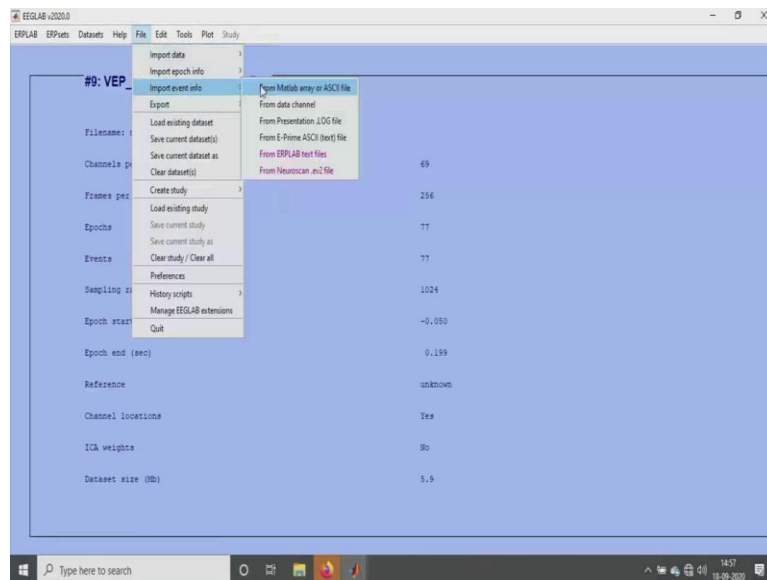 EEGLAB v2020.0
ERPLAB ERPsets Datasets Help File Edit Tools Plot Study
Import data
Import epoch info
Import event info
Export
Load existing dataset
Save current dataset(s)
Save current dataset as
Clear dataset(s)
Create study
Load existing study
Save current study
Save current study as
Clear study / Clear all
Preferences
History scripts
Manage EEGLAB extensions
Quit
From Matlab array or ASCII file
From data channel
From Presentation .LOG file
From E-Prime ASCII (text) file
From ERPLAB text files
From Neuroscan .ev2 file
#9: VEP_
Filename:
Channels 69
Frames per 256
Epochs 77
Events 77
Sampling 1024
Epoch star -0.050
Epoch end (sec) 0.199
Reference unknown
Channel locations Yes
ICA weights No
Dataset size (Mb) 5.9
Type here to search
14:57
18-09-2020